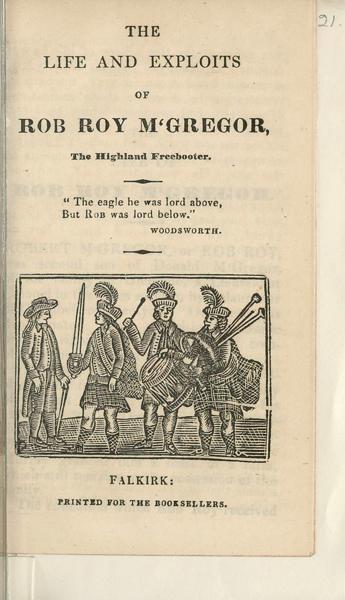 21.
THE
LIFE AND EXPLOITS
OF
ROB ROY M'GREGOR,
The Highland Freebooter.
"The eagle he was lord above,
But ROB was lord below."
WOODSWORTH.
FALKIRK:
PRINTED FOR THE BOOKSELLERS.